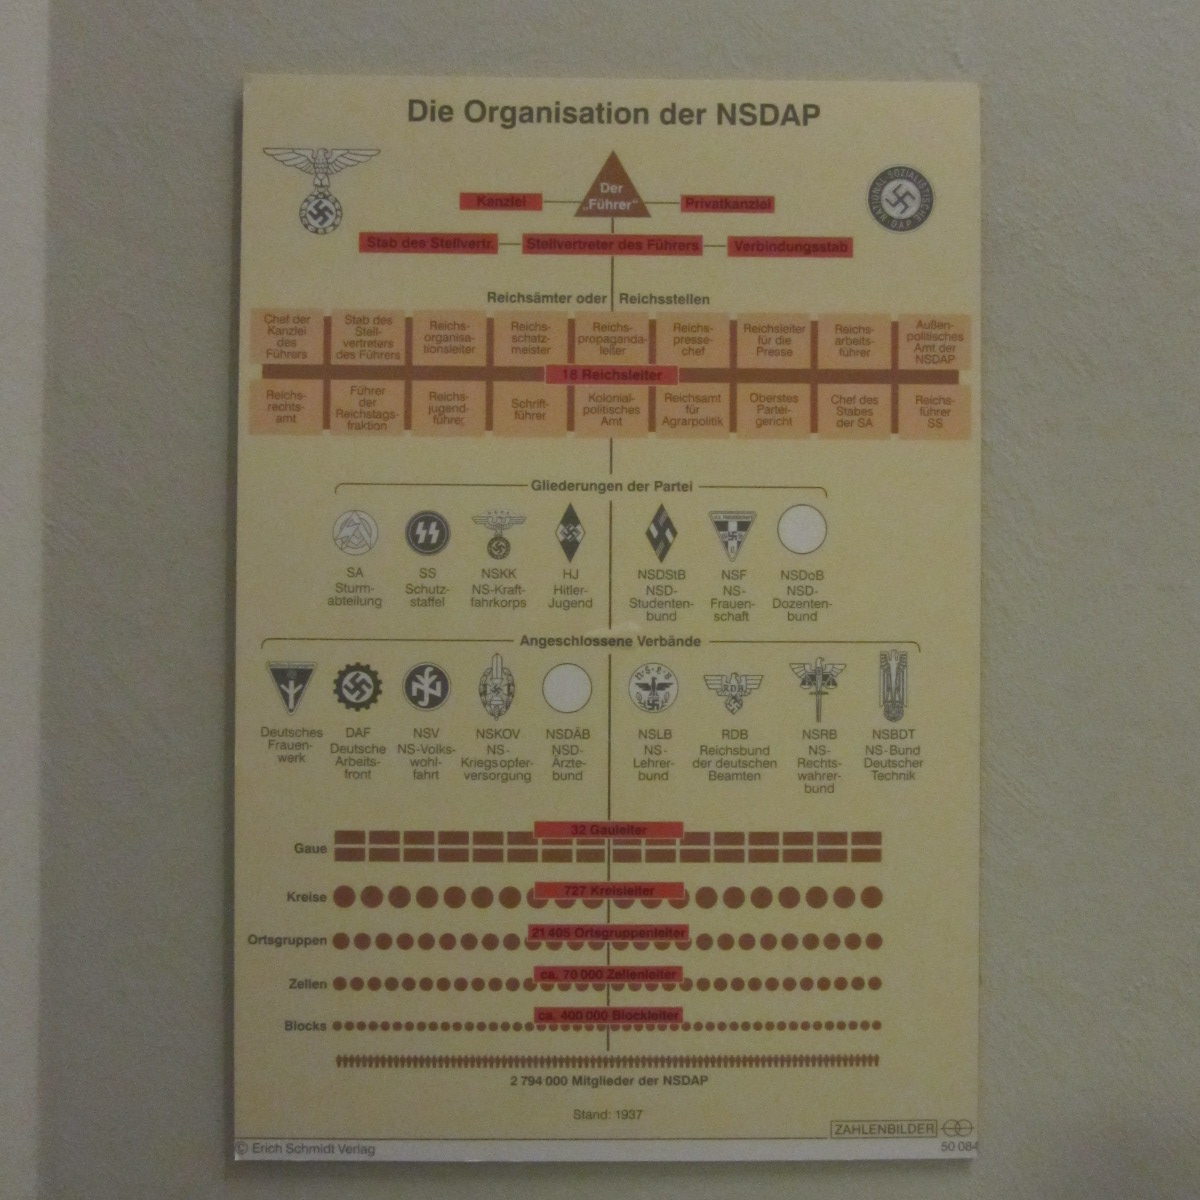 Die Organisation der NSDAP
Der
„Führer“
Kanzlei
Privatkanzlei
Stab des Stellvertr.
Stellvertreter des Führers
Verbindungsstab
NATIONAL SOZIALISTISCHE
D.A.P.
Reichsämter oder Reichsstellen
Chef der
Kanzlei
des
Führers
Stab des
Stell-
vertreters
des Führers
Reichs-
organisa-
tionsleiter
Reichs-
schatz-
meister
Reichs-
propaganda-
leiter
Reichs-
presse-
chef
Reichsleiter
für die
Presse
Reichs-
arbeits-
führer
Außen-
politisches
Amt der
NSDAP
18 Reichsleiter
Reichs-
rechts-
amt
Führer
der
Reichstags-
fraktion
Reichs-
jugend-
führer
Schrift-
führer
Kolonial-
politisches
Amt
Reichsamt
für
Agrarpolitik
Oberstes
Partei-
gericht
Chef des
Stabes
der SA
Reichs-
führer
SS
Gliederungen der Partei
SA
Sturm-
abteilung
SS
Schutz-
staffel
NSKK
NS-Kraft-
fahrkorps
HJ
Hitler-
Jugend
NSDStB
NSD-
Studenten-
bund
NSF
NS-
Frauen-
schaft
NSDoB
NSD-
Dozenten-
bund
Angeschlossene Verbände
Deutsches
Frauen-
werk
DAF
Deutsche
Arbeits-
front
NSV
NS-Volks-
wohl-
fahrt
NSKOV
NS-
Kriegsopfer-
versorgung
NSDÄB
NSD-
Ärzte-
bund
N·S·L·B
NSLB
NS-
Lehrer-
bund
RDB
RDB
Reichsbund
der deutschen
Beamten
NSRB
NS-
Rechts-
wahrer-
bund
NSBDT
NS-Bund
Deutscher
Technik
32 Gauleiter
Gaue
727 Kreisleiter
Kreise
21 405 Ortsgruppenleiter
Ortsgruppen
ca. 70 000 Zellenleiter
Zellen
ca. 400 000 Blockleiter
Blocks
2 794 000 Mitglieder der NSDAP
Stand: 1937
ZAHLENBILDER
© Erich Schmidt Verlag
50 084